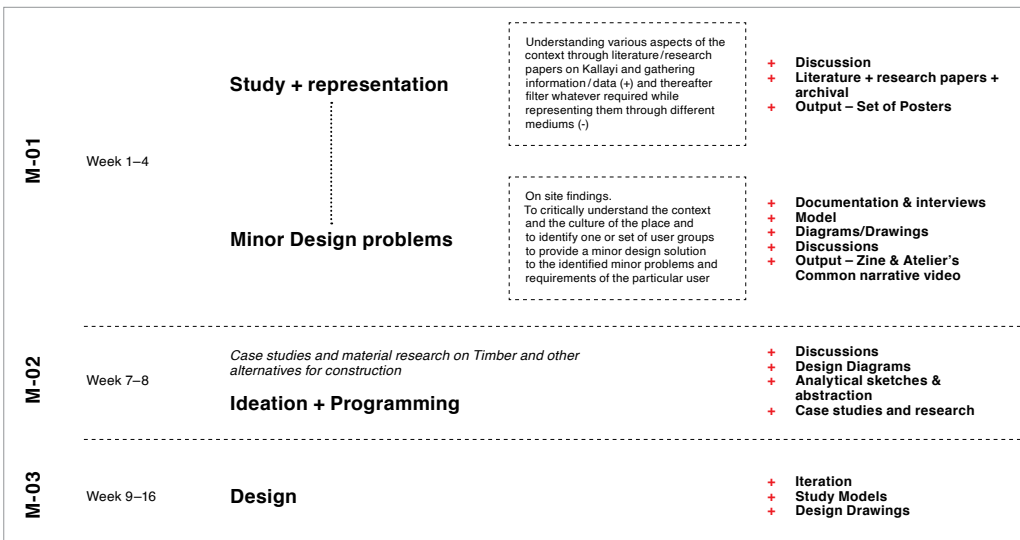 M-01
Week 1–4
Study + representation
Understanding various aspects of the
context through literature/research
papers on Kallayi and gathering
information/data (+) and thereafter
filter whatever required while
representing them through different
mediums (-)
+ Discussion
+ Literature + research papers +
archival
+ Output – Set of Posters
Minor Design problems
On site findings.
To critically understand the context
and the culture of the place and
to identify one or set of user groups
to provide a minor design solution
to the identified minor problems and
requirements of the particular user
+ Documentation & interviews
+ Model
+ Diagrams/Drawings
+ Discussions
+ Output – Zine & Atelier's
Common narrative video
M-02
Week 7–8
Case studies and material research on Timber and other
alternatives for construction
Ideation + Programming
+ Discussions
+ Design Diagrams
+ Analytical sketches &
abstraction
+ Case studies and research
M-03
Week 9–16
Design
+ Iteration
+ Study Models
+ Design Drawings